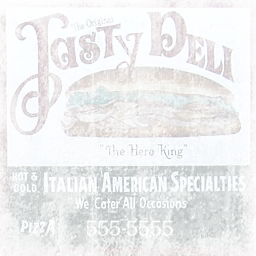 The Original
Tasty Deli
"The Hero King"
HOT & COLD ITALIAN AMERICAN SPECIALTIES
We Cater All Occasions
PIZZA 555-5555